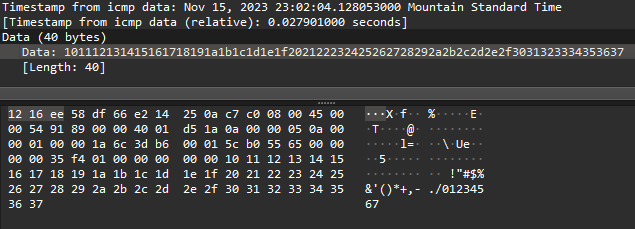 Timestamp from icmp data: Nov 15, 2023 23:02:04.128053000 Mountain Standard Time
[Timestamp from icmp data (relative): 0.027901000 seconds]
Data (40 bytes)
Data: 101112131415161718191a1b1c1d1e1f202122232425262728292a2b2c2d2e2f3031323334353637
[Length: 40]
12 16 ee 58 df 66 e2 14 25 0a c7 c0 08 00 45 00 ···X·f·· %·····E·
00 54 91 89 00 00 40 01 d5 1a 0a 00 00 05 0a 00 ·T····@· ········
00 01 00 00 1a 6c 3d b6 00 01 5c b0 55 65 00 00 ·····l=· ··\·Ue··
00 00 35 f4 01 00 00 00 00 00 10 11 12 13 14 15 ··5····· ········
16 17 18 19 1a 1b 1c 1d 1e 1f 20 21 22 23 24 25 ········ ·· !"#$%
26 27 28 29 2a 2b 2c 2d 2e 2f 30 31 32 33 34 35 &'()*+,- ./012345
36 37 67